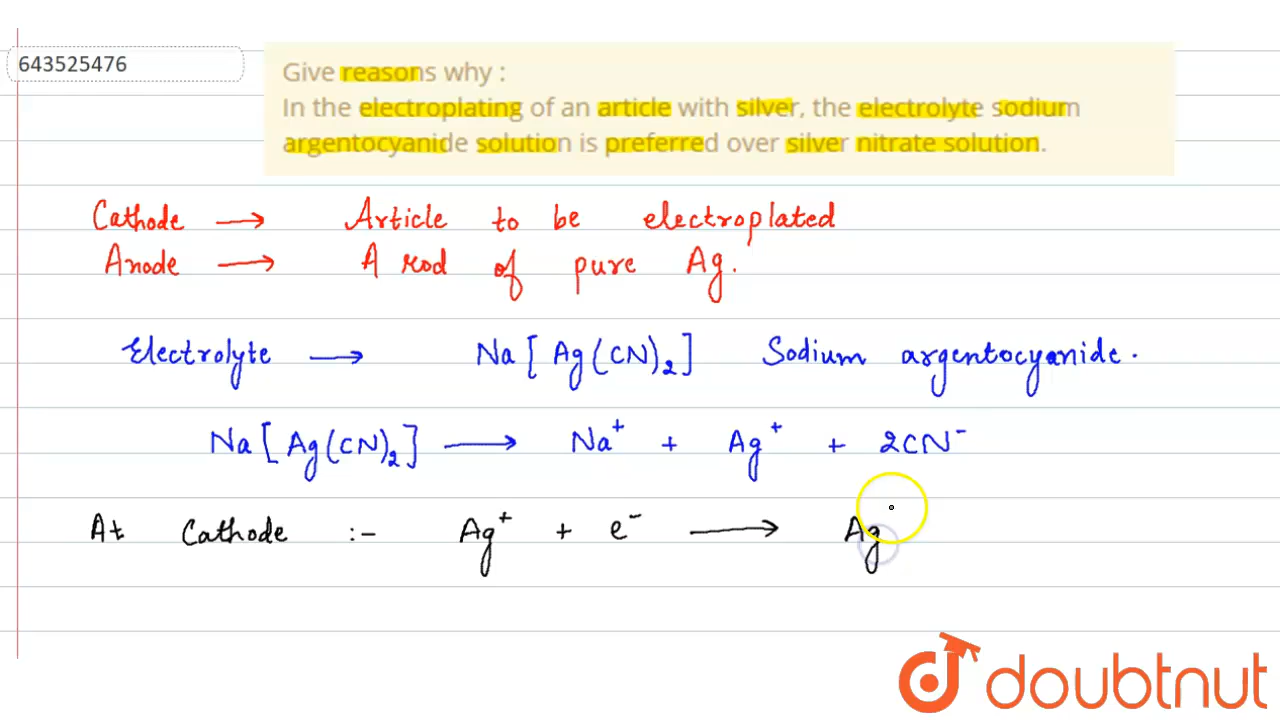 643525476
Give reasons why :
In the electroplating of an article with silver, the electrolyte sodium
argentocyanide solution is preferred over silver nitrate solution.
Cathode → Article to be electroplated
Anode → A rod of pure Ag.
Electrolyte → Na[Ag(CN)₂] Sodium argentocyanide.
Na[Ag(CN)₂] → Na⁺ + Ag⁺ + 2CN⁻
At Cathode :- Ag⁺ + e⁻ → Ag
doubtnut